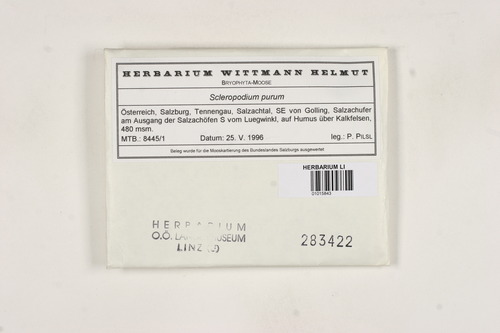 HERBARIUM WITTMANN HELMUT
BRYOPHYTA-MOOSE
Scleropodium purum
Österreich, Salzburg, Tennengau, Salzachtal, SE von Golling, Salzachufer
am Ausgang der Salzachöfen S vom Luegwinkl, auf Humus über Kalkfelsen,
480 msm.
MTB.: 8445/1 Datum: 25. V. 1996 leg.: P. PILSL
Beleg wurde für die Mooskartierung des Bundeslandes Salzburgs ausgewertet
HERBARIUM LI
HERBARIUM
O.Ö. MUSEUM
LINZ
283422